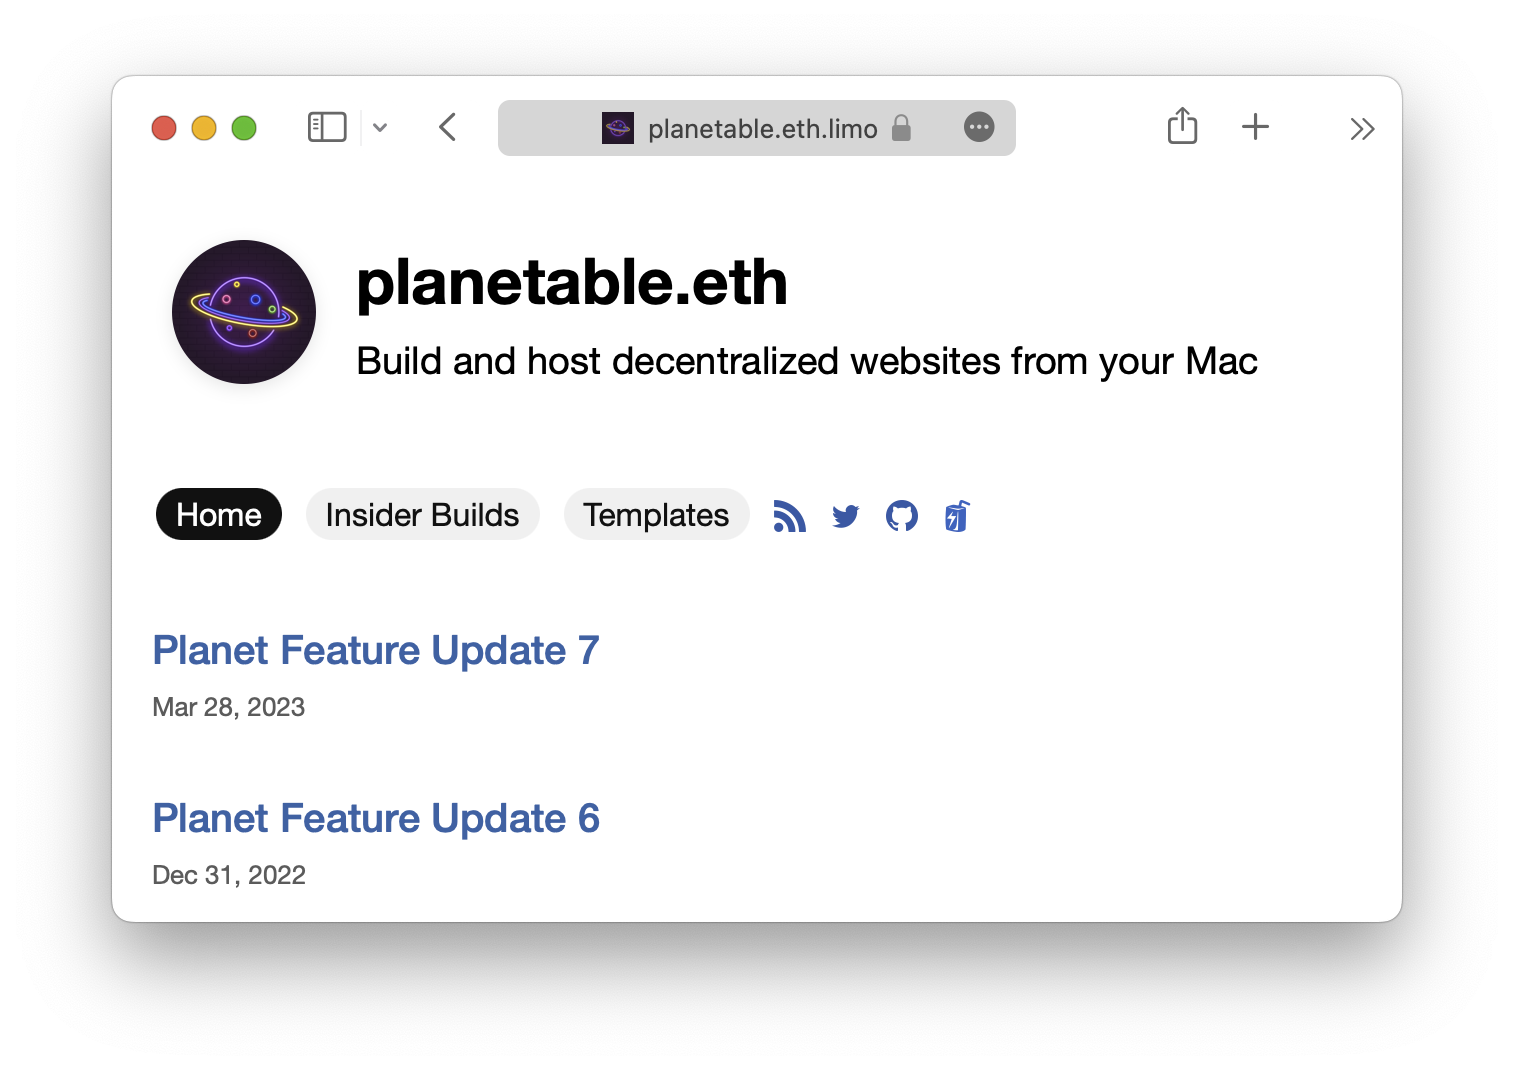 planetable.eth.limo
planetable.eth
Build and host decentralized websites from your Mac
Home Insider Builds Templates
Planet Feature Update 7
Mar 28, 2023
Planet Feature Update 6
Dec 31, 2022